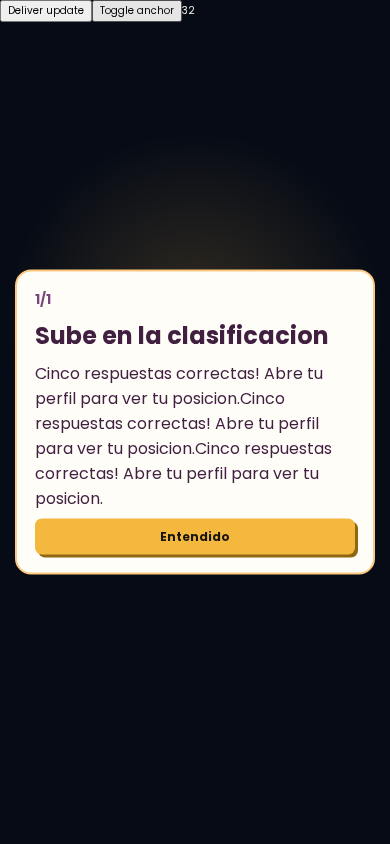 Deliver update Toggle anchor 32
1/1
Sube en la clasificacion
Cinco respuestas correctas! Abre tu
perfil para ver tu posicion.Cinco
respuestas correctas! Abre tu perfil
para ver tu posicion.Cinco respuestas
correctas! Abre tu perfil para ver tu
posicion.
Entendido